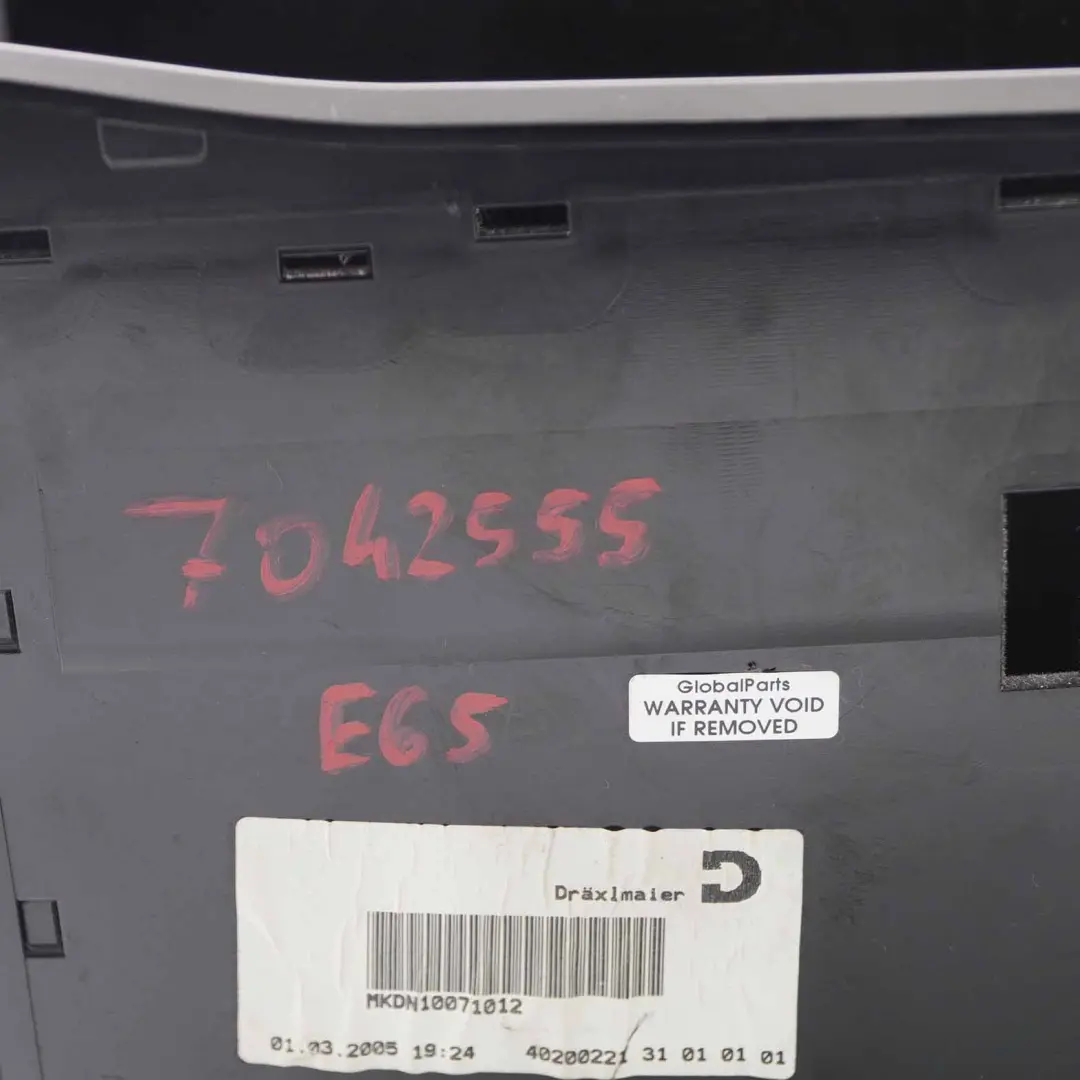 7042555
E65
GlobalParts
WARRANTY VOID
IF REMOVED
Dräxlmaier
MKDN10071012
01.03.2005 19:24 40200221 31 01 01 01